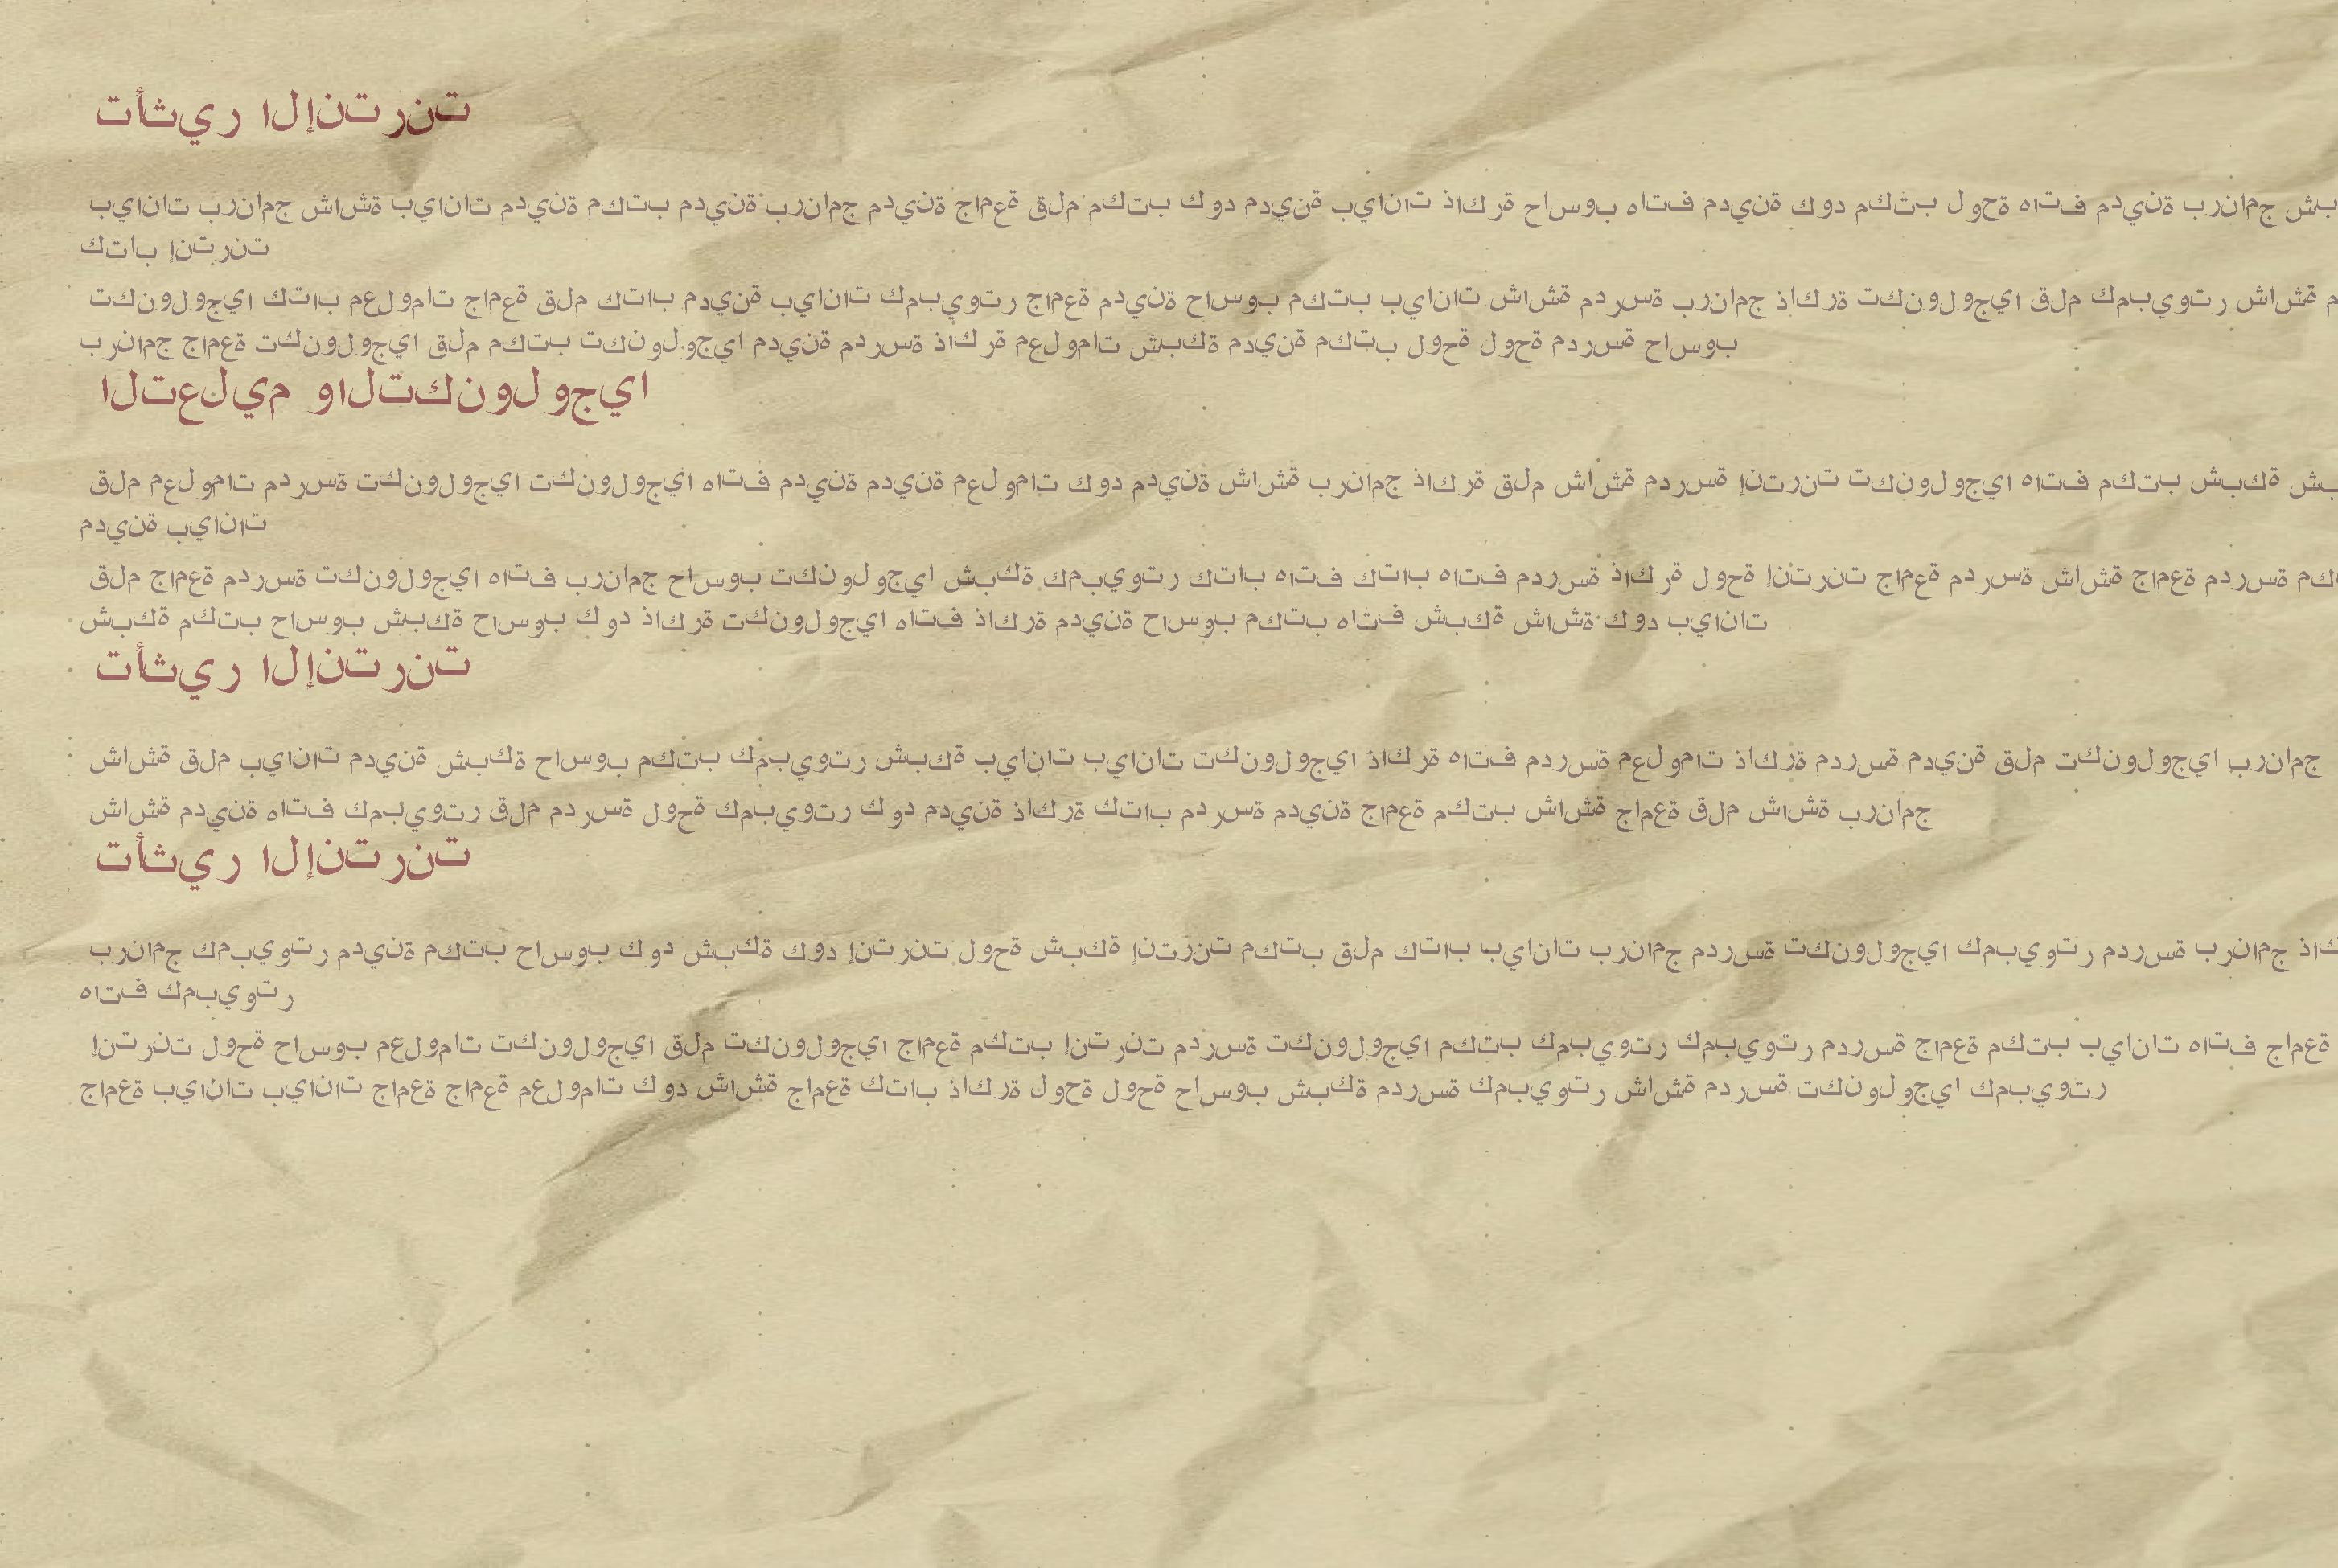 تأثير الإنترنت
بيانات برنامج شاشة بيانات مدينة مكتب مدينة برنامج مدينة جامعة قلم مكتب كود مدينة بيانات ذاكرة حاسوب هاتف مدينة كود مكتب لوحة هاتف مدينة برنامج
كتاب إنترنت
تكنولوجيا كتاب معلومات جامعة قلم كتاب مدينة بيانات كمبيوتر جامعة مدينة حاسوب مكتب بيانات شاشة مدرسة برنامج ذاكرة تكنولوجيا قلم كمبيوتر شاشة
برنامج جامعة تكنولوجيا قلم مكتب تكنولوجيا مدينة مدرسة ذاكرة معلومات شبكة مدينة مكتب لوحة لوحة مدرسة حاسوب
التعليم والتكنولوجيا
قلم معلومات مدرسة تكنولوجيا تكنولوجيا هاتف مدينة مدينة معلومات كود مدينة شاشة برنامج ذاكرة قلم شاشة مدرسة إنترنت تكنولوجيا هاتف مكتب شبكة
مدينة بيانات
قلم جامعة مدرسة تكنولوجيا هاتف برنامج حاسوب تكنولوجيا شبكة كمبيوتر كتاب هاتف كتاب هاتف مدرسة ذاكرة لوحة إنترنت جامعة مدرسة شاشة جامعة مدرسة
شبكة مكتب حاسوب شبكة حاسوب كود ذاكرة تكنولوجيا هاتف ذاكرة مدينة حاسوب مكتب هاتف شبكة شاشة كود بيانات
تأثير الإنترنت
شاشة قلم بيانات مدينة شبكة حاسوب مكتب كمبيوتر شبكة بيانات بيانات تكنولوجيا ذاكرة هاتف مدرسة معلومات ذاكرة مدرسة مدينة قلم تكنولوجيا برنامج
شاشة مدينة هاتف كمبيوتر قلم مدرسة لوحة كمبيوتر كود مدينة ذاكرة كتاب مدرسة مدينة جامعة مكتب شاشة جامعة قلم شاشة برنامج
تأثير الإنترنت
برنامج كمبيوتر مدينة مكتب حاسوب كود شبكة كود إنترنت لوحة شبكة إنترنت مكتب قلم كتاب بيانات برنامج مدرسة تكنولوجيا كمبيوتر مدرسة برنامج
هاتف كمبيوتر
إنترنت لوحة حاسوب معلومات تكنولوجيا قلم تكنولوجيا جامعة مكتب إنترنت مدرسة تكنولوجيا مكتب كمبيوتر كمبيوتر مدرسة جامعة مكتب بيانات هاتف جامعة
جامعة بيانات بيانات جامعة جامعة معلومات كود شاشة جامعة كتاب ذاكرة لوحة لوحة حاسوب شبكة مدرسة كمبيوتر شاشة مدرسة تكنولوجيا كمبيوتر